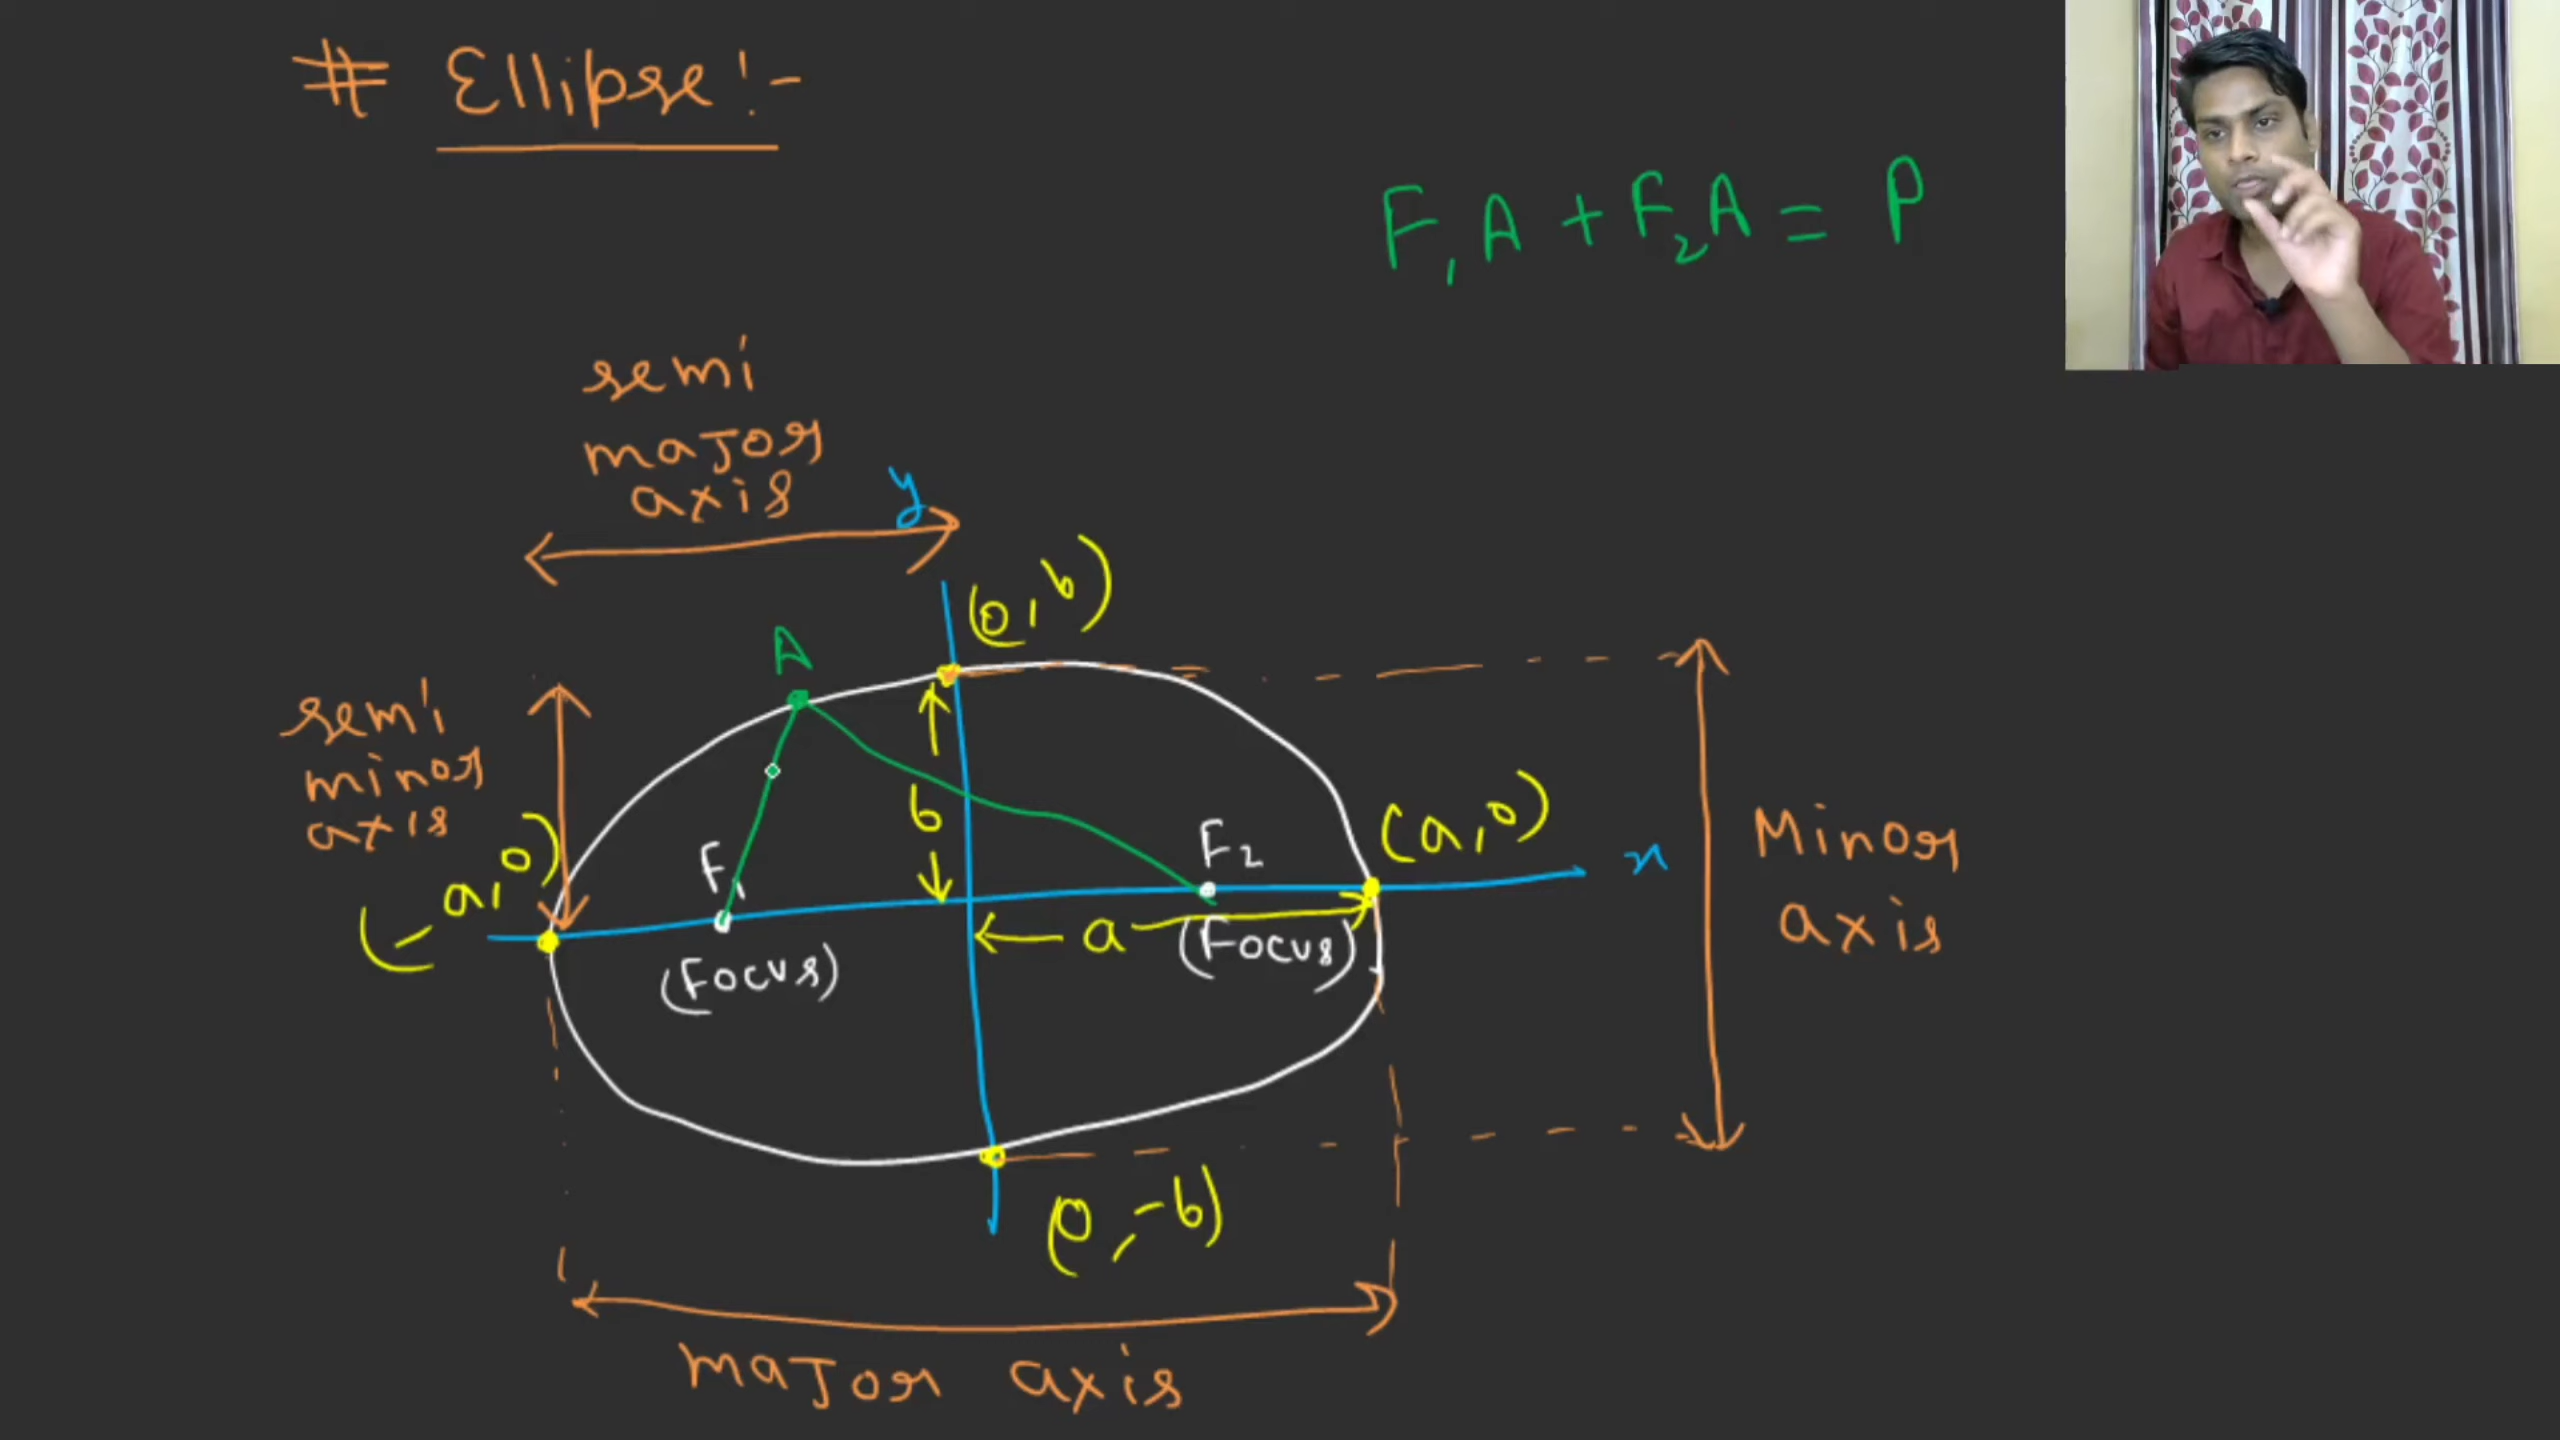 # Ellipse :-
F₁A + F₂A = P
semi
major
axis
y
(0, b)
A
semi
minor
axis
b
(a, 0)
Minor
axis
F₁
F₂
x
(-a, 0)
a
(Focus)
(Focus)
(0, -b)
major axis